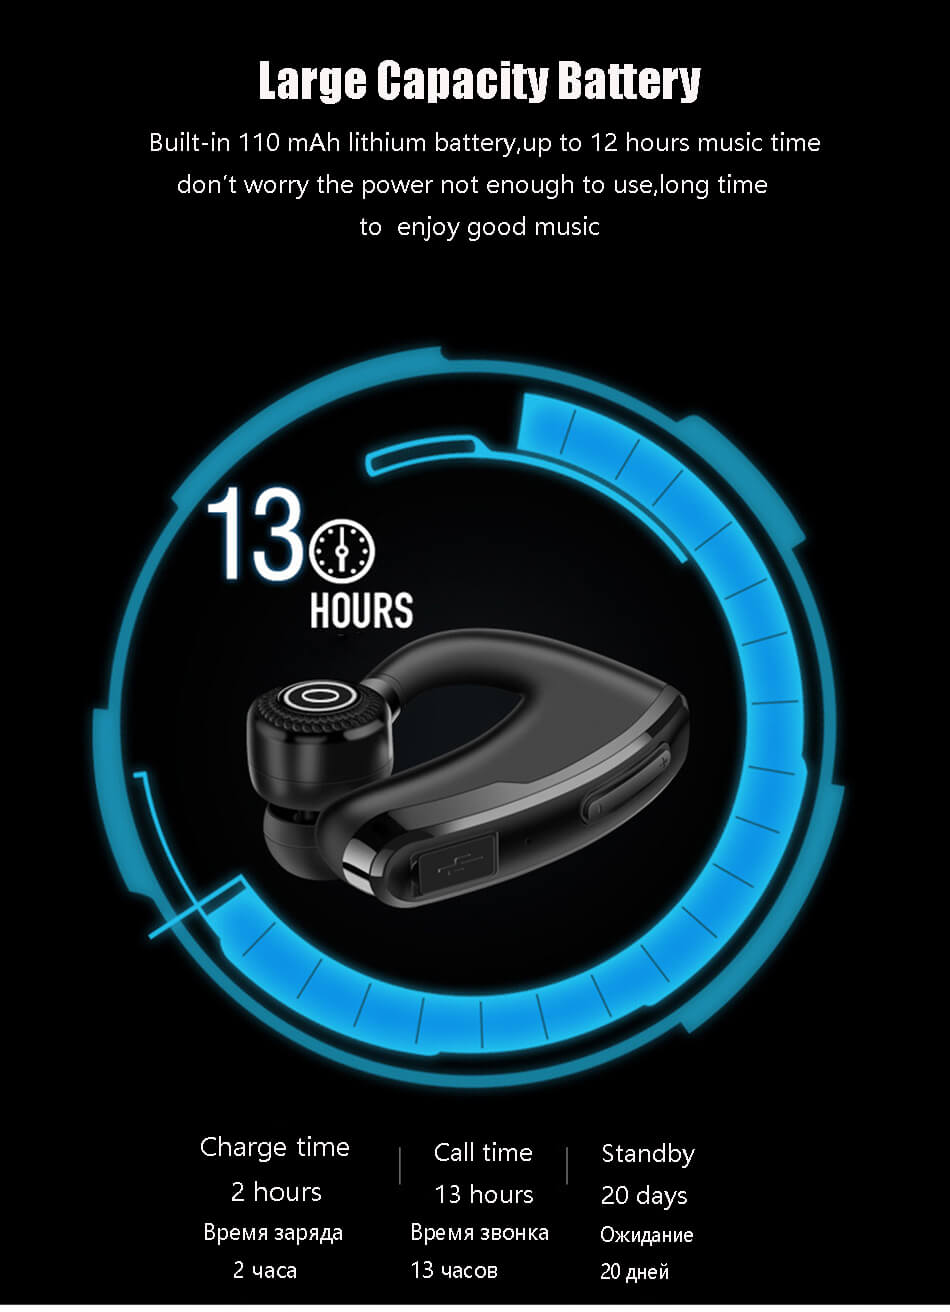 Large Capacity Battery
Built-in 110 mAh lithium battery,up to 12 hours music time
don't worry the power not enough to use,long time
to enjoy good music
13
HOURS
Charge time
2 hours
Время заряда
2 часа
Call time
13 hours
Время звонка
13 часов
Standby
20 days
Ожидание
20 дней